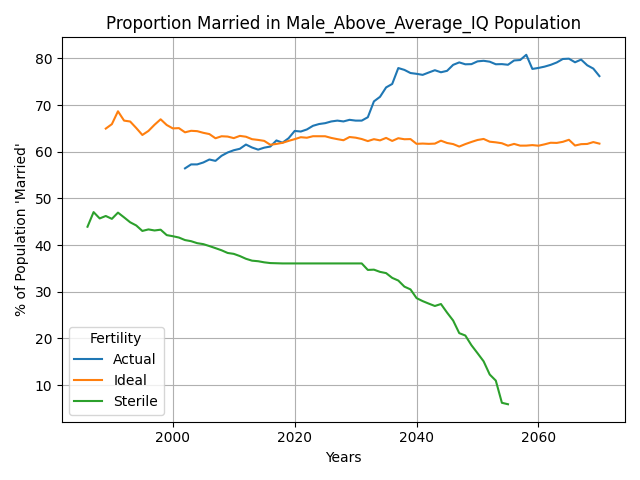 Proportion Married in Male_Above_Average_IQ Population
% of Population 'Married'
80
70
60
50
40
30
20
10
Fertility
Actual
Ideal
Sterile
2000 2020 2040 2060
Years